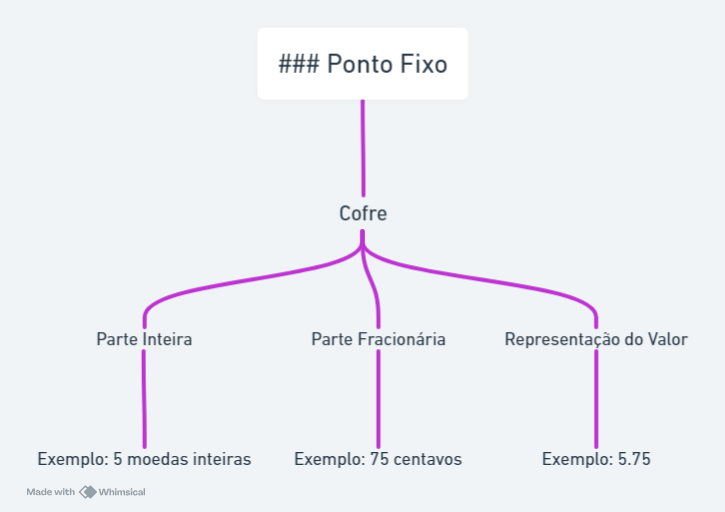 ### Ponto Fixo
Cofre
Parte Inteira
Parte Fracionária
Representação do Valor
Exemplo: 5 moedas inteiras
Exemplo: 75 centavos
Exemplo: 5.75
Made with Whimsical